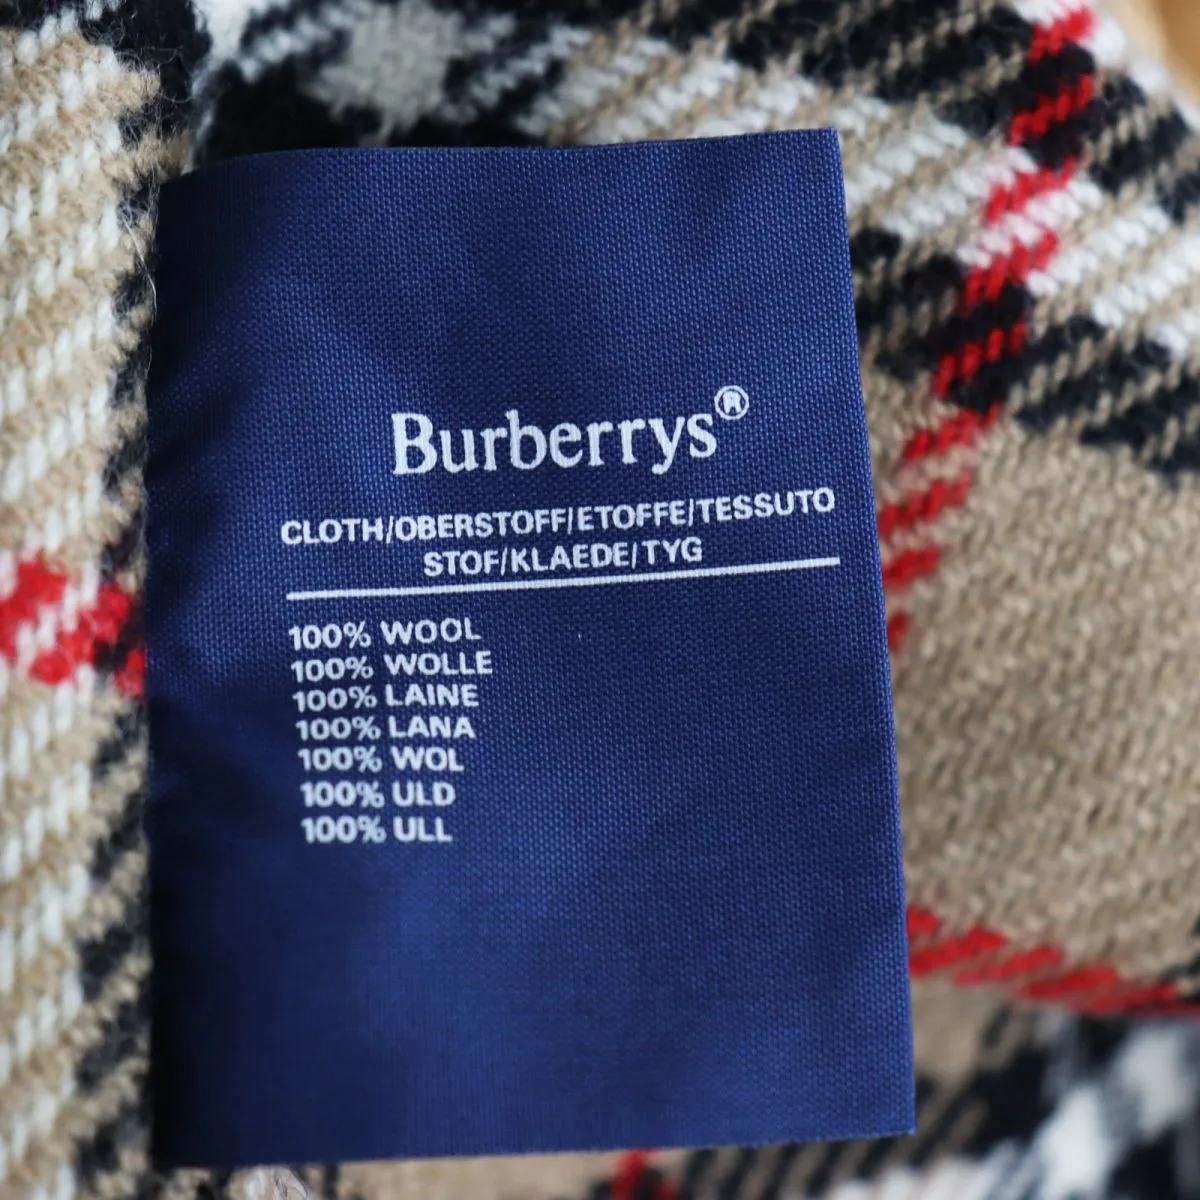 Burberrys®
CLOTH/OBERSTOFF/ETOFFE/TESSUTO
STOF/KLAEDE/TYG
100% WOOL
100% WOLLE
100% LAINE
100% LANA
100% WOL
100% ULD
100% ULL